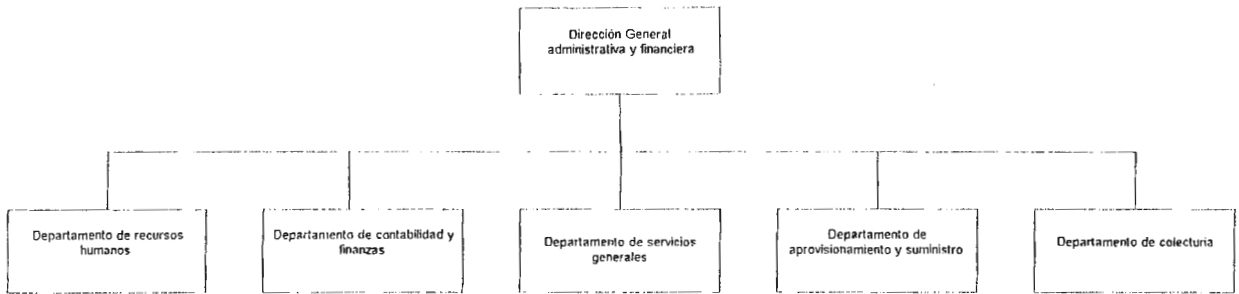 Dirección General
administrativa y financiera
Departamento de recursos
humanos
Departamento de contabilidad y
finanzas
Departamento de servicios
generales
Departamento de
aprovisionamiento y suministro
Departamento de colecturia